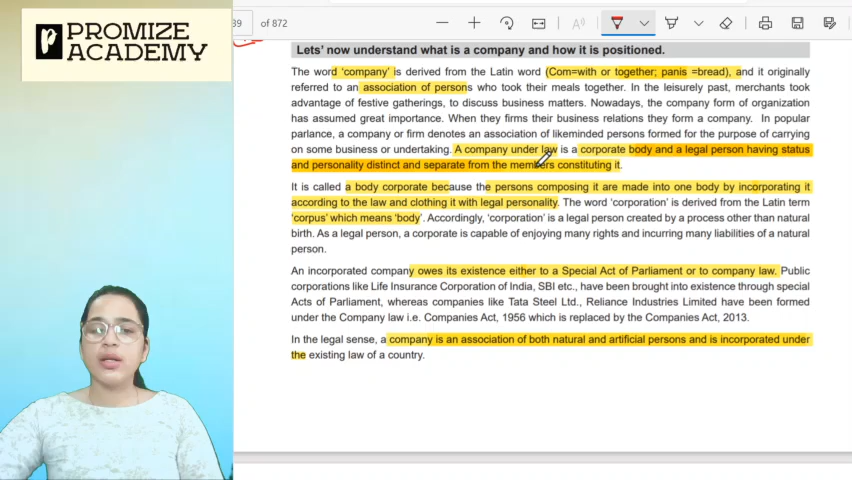 PROMIZE
ACADEMY
39 of 872
Lets' now understand what is a company and how it is positioned.
The word 'company' is derived from the Latin word (Com=with or together; panis =bread), and it originally
referred to an association of persons who took their meals together. In the leisurely past, merchants took
advantage of festive gatherings, to discuss business matters. Nowadays, the company form of organization
has assumed great importance. When they firms their business relations they form a company. In popular
parlance, a company or firm denotes an association of likeminded persons formed for the purpose of carrying
on some business or undertaking. A company under law is a corporate body and a legal person having status
and personality distinct and separate from the members constituting it.
It is called a body corporate because the persons composing it are made into one body by incorporating it
according to the law and clothing it with legal personality. The word 'corporation' is derived from the Latin term
'corpus' which means 'body'. Accordingly, 'corporation' is a legal person created by a process other than natural
birth. As a legal person, a corporate is capable of enjoying many rights and incurring many liabilities of a natural
person.
An incorporated company owes its existence either to a Special Act of Parliament or to company law. Public
corporations like Life Insurance Corporation of India, SBI etc., have been brought into existence through special
Acts of Parliament, whereas companies like Tata Steel Ltd., Reliance Industries Limited have been formed
under the Company law i.e. Companies Act, 1956 which is replaced by the Companies Act, 2013.
In the legal sense, a company is an association of both natural and artificial persons and is incorporated under
the existing law of a country.